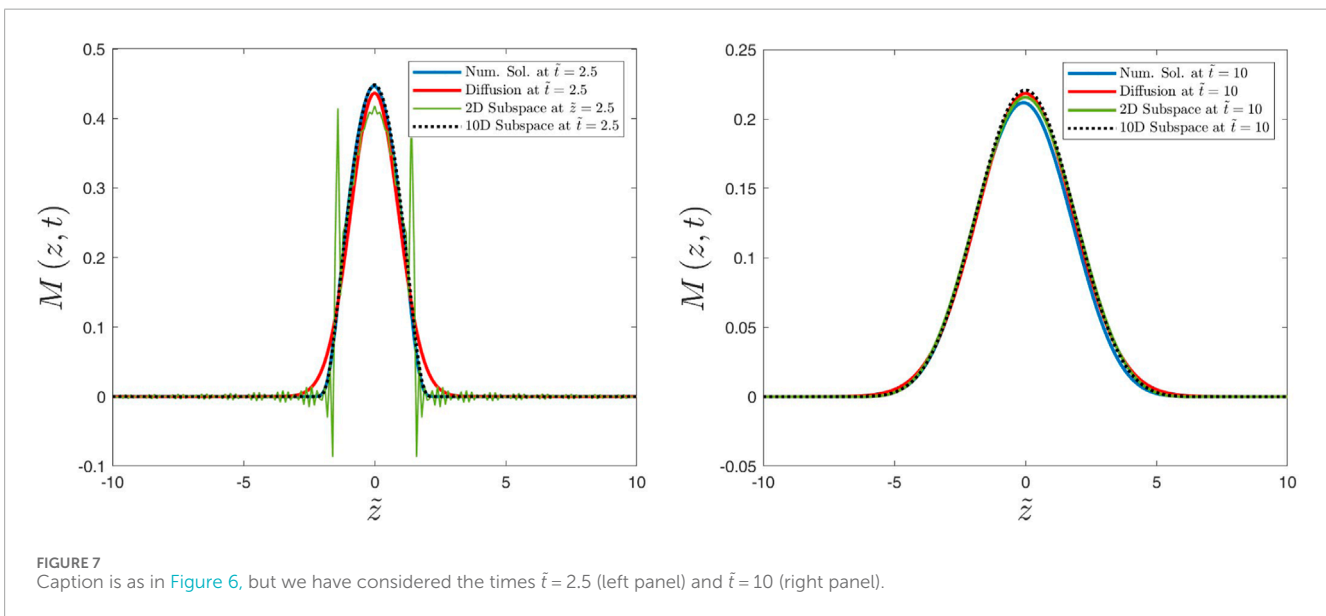 0.5
0.4
0.3
0.2
0.1
0
-0.1
M (z, t)
-10 -5 0 5 10
z̃
Num. Sol. at t̃ = 2.5
Diffusion at t̃ = 2.5
2D Subspace at z̃ = 2.5
10D Subspace at t̃ = 2.5
0.25
0.2
0.15
0.1
0.05
0
-0.05
M (z, t)
-10 -5 0 5 10
z̃
Num. Sol. at t̃ = 10
Diffusion at t̃ = 10
2D Subspace at t̃ = 10
10D Subspace at t̃ = 10
FIGURE 7
Caption is as in Figure 6, but we have considered the times t̃ = 2.5 (left panel) and t̃ = 10 (right panel).